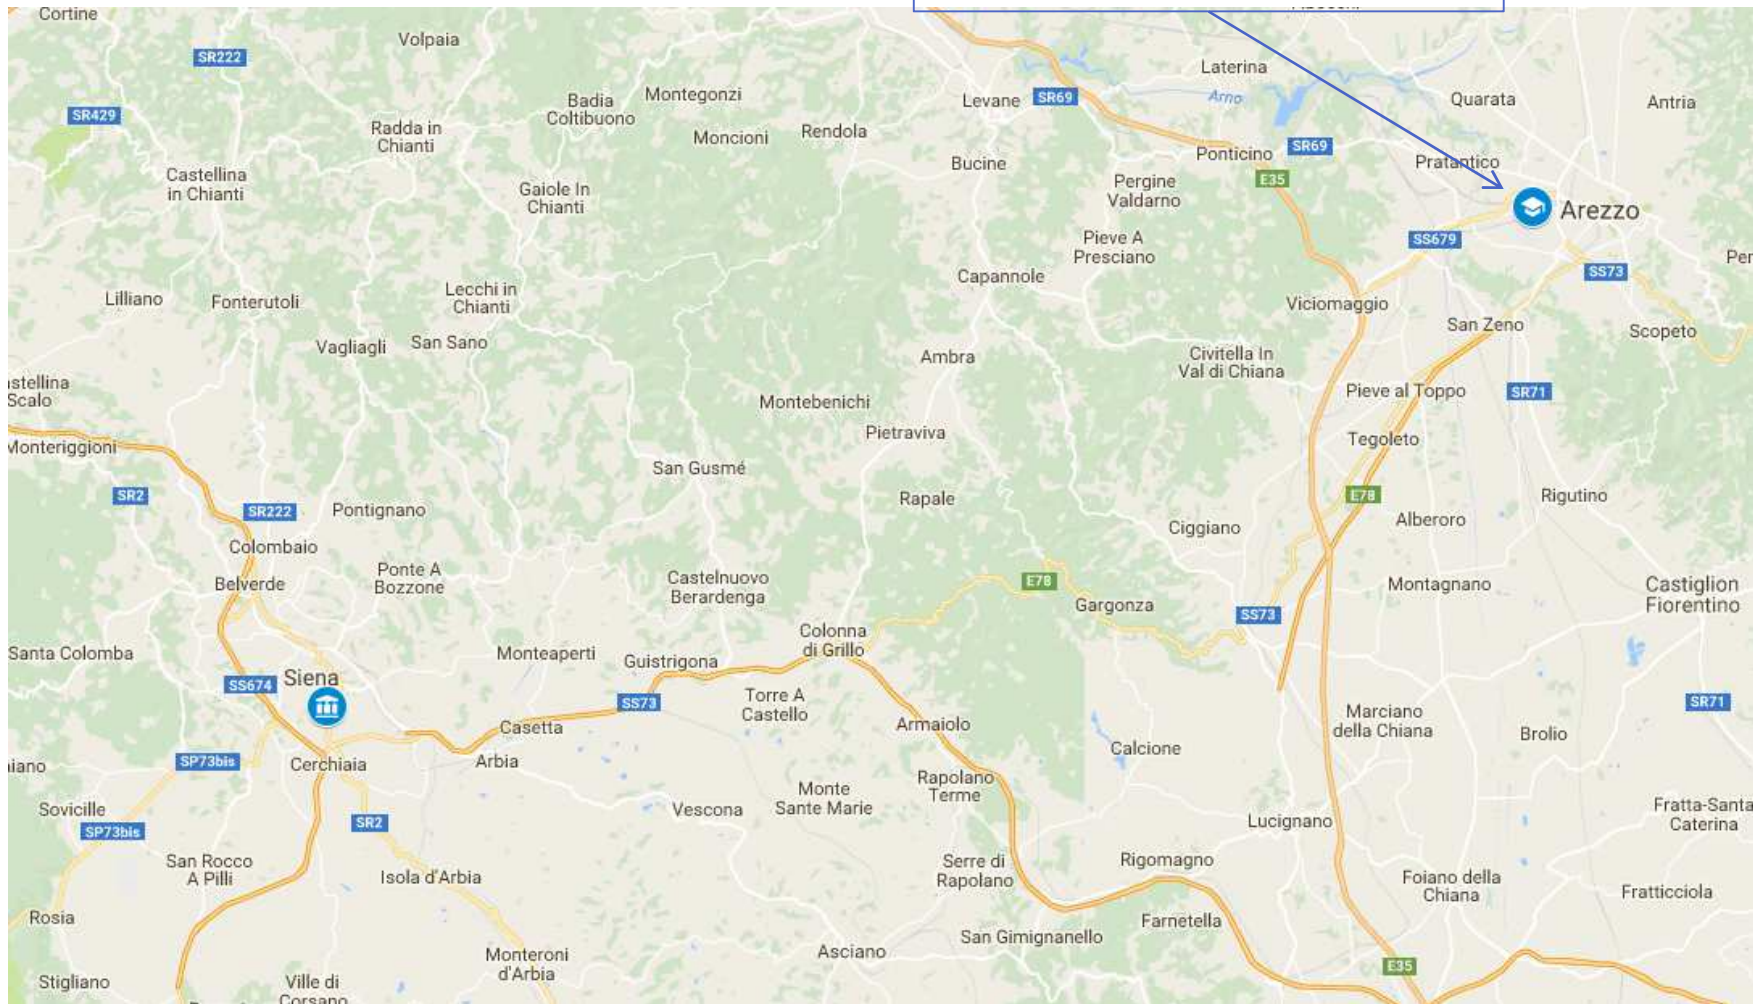 Cortine
Volpaia
SR222
Laterina
Badia
Coltibuono
Montegonzi
Levane
SR69
Arno
Quarata
Antria
SR429
Radda in
Chianti
Moncioni
Rendola
Ponticino
SR69
Pratantico
Bucine
Castellina
in Chianti
Gaiole In
Chianti
Pergine
Valdarno
E35
Arezzo
Pieve A
Presciano
SS679
Capannole
SS73
Per
Lilliano
Fonterutoli
Lecchi in
Chianti
Viciomaggio
Vagliagli
San Sano
San Zeno
Scopeto
Ambra
Civitella In
Val di Chiana
astellina
Scalo
Montebenichi
Pieve al Toppo
SR71
Monteriggioni
Pietraviva
Tegoleto
San Gusmé
SR2
Rapale
E78
Rigutino
SR222
Pontignano
Ciggiano
Alberoro
Colombaio
Belverde
Ponte A
Bozzone
Castelnuovo
Berardenga
E78
Gargonza
SS73
Montagnano
Castiglion
Fiorentino
Santa Colomba
Monteaperti
Guistrigona
Colonna
di Grillo
Siena
SS674
SS73
Torre A
Castello
SR71
Casetta
Armaiolo
Marciano
della Chiana
Brolio
SP73bis
iano
Cerchiaia
Arbia
Calcione
Sovicille
SP73bis
SR2
Vescona
Monte
Sante Marie
Rapolano
Terme
Lucignano
Fratta-Santa
Caterina
San Rocco
A Pilli
Isola d'Arbia
Serre di
Rapolano
Rigomagno
Foiano della
Chiana
Fratticciola
Rosia
Farnetella
San Gimignanello
Stigliano
Ville di
Corsano
Monteroni
d'Arbia
Asciano
E35